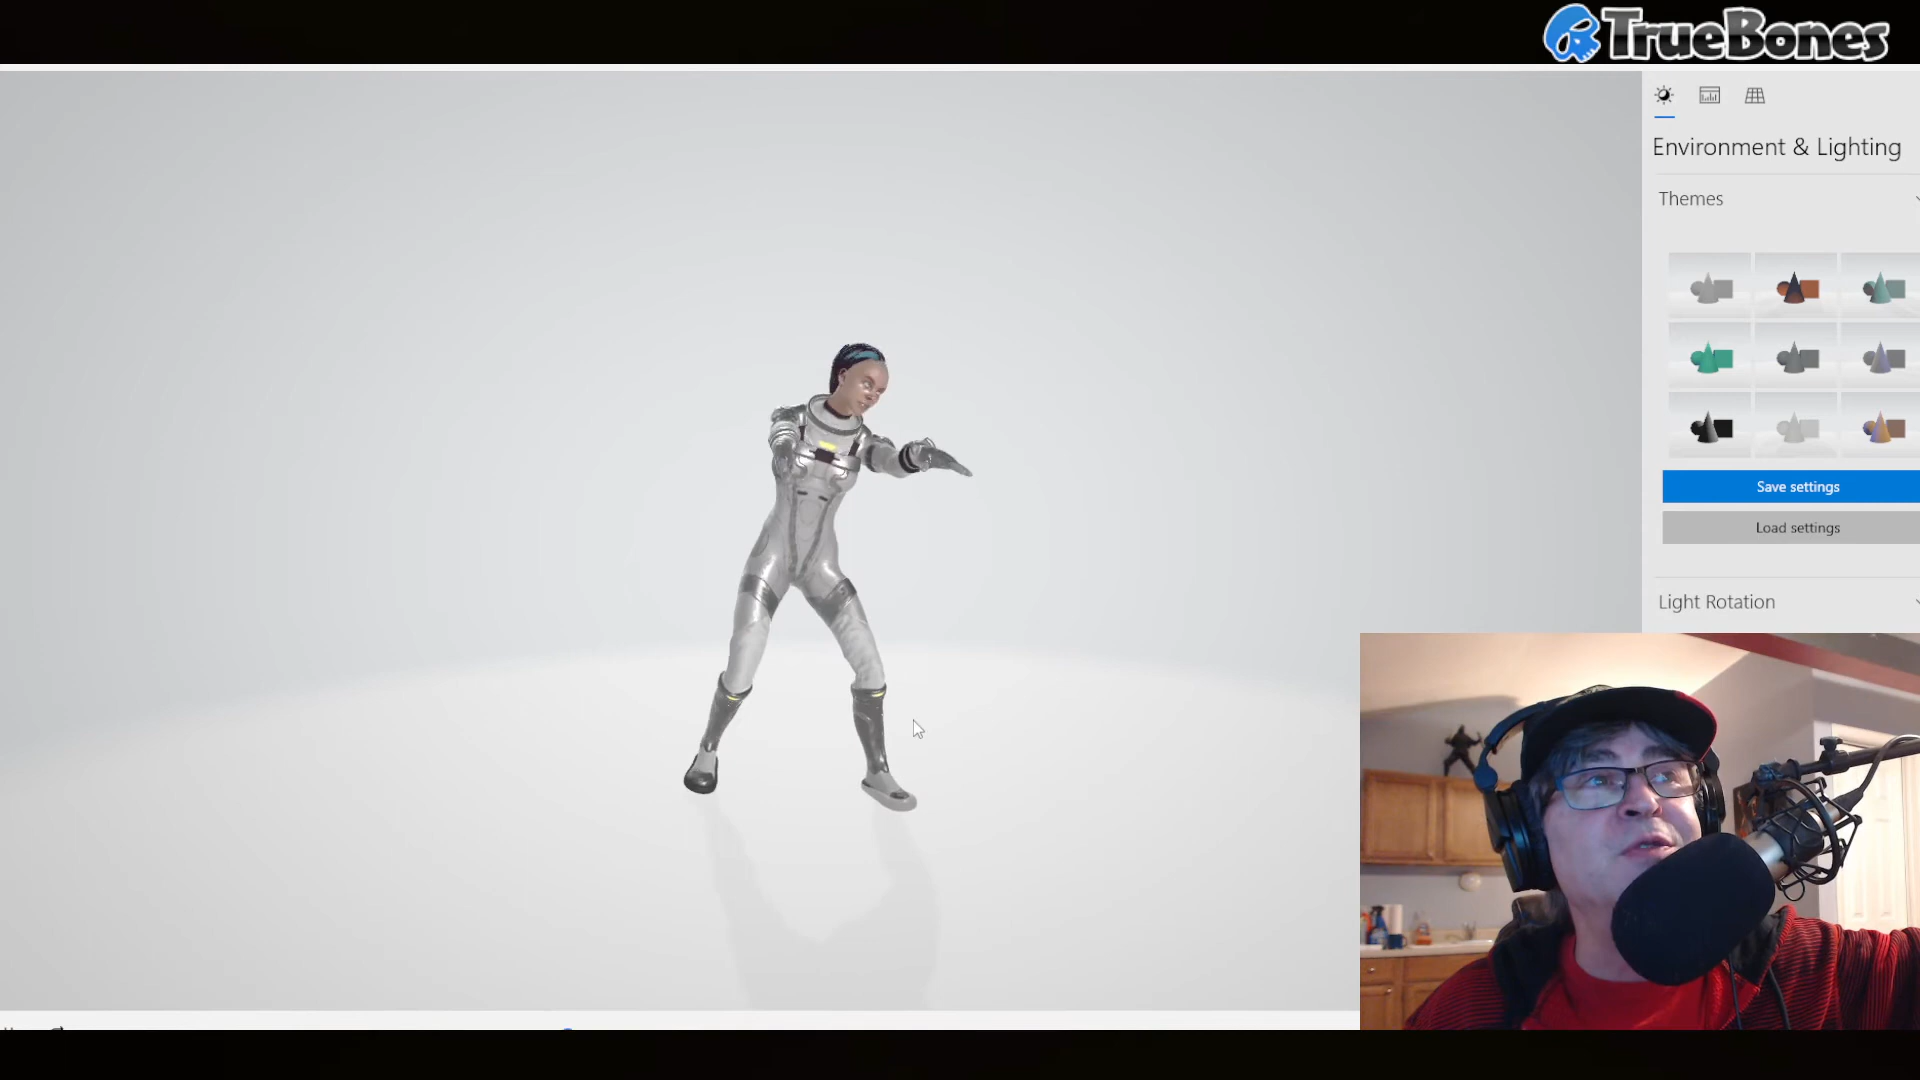 TrueBones
Environment & Lighting
Themes
Save settings
Load settings
Light Rotation